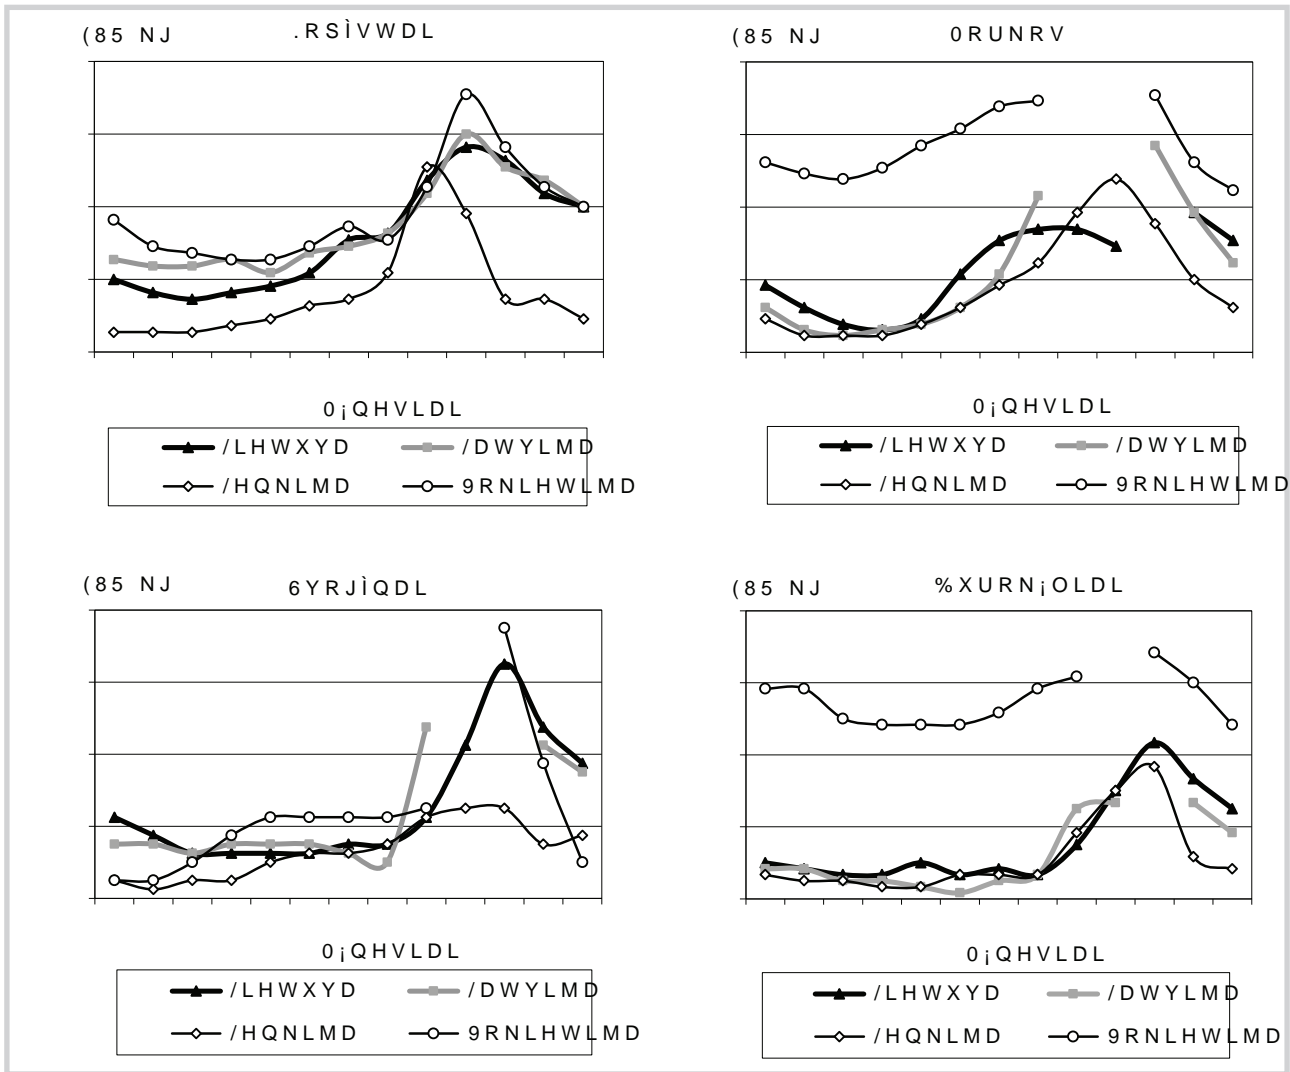 (85 NJ
.RSÌVWDL
0¡QHVLDL
/LHWXYD
/DWYLMD
/HQNLMD
9RNLHWLMD
(85 NJ
0RUNRV
0¡QHVLDL
/LHWXYD
/DWYLMD
/HQNLMD
9RNLHWLMD
(85 NJ
6YRJÌQDL
0¡QHVLDL
/LHWXYD
/DWYLMD
/HQNLMD
9RNLHWLMD
(85 NJ
%XURN¡OLDL
0¡QHVLDL
/LHWXYD
/DWYLMD
/HQNLMD
9RNLHWLMD